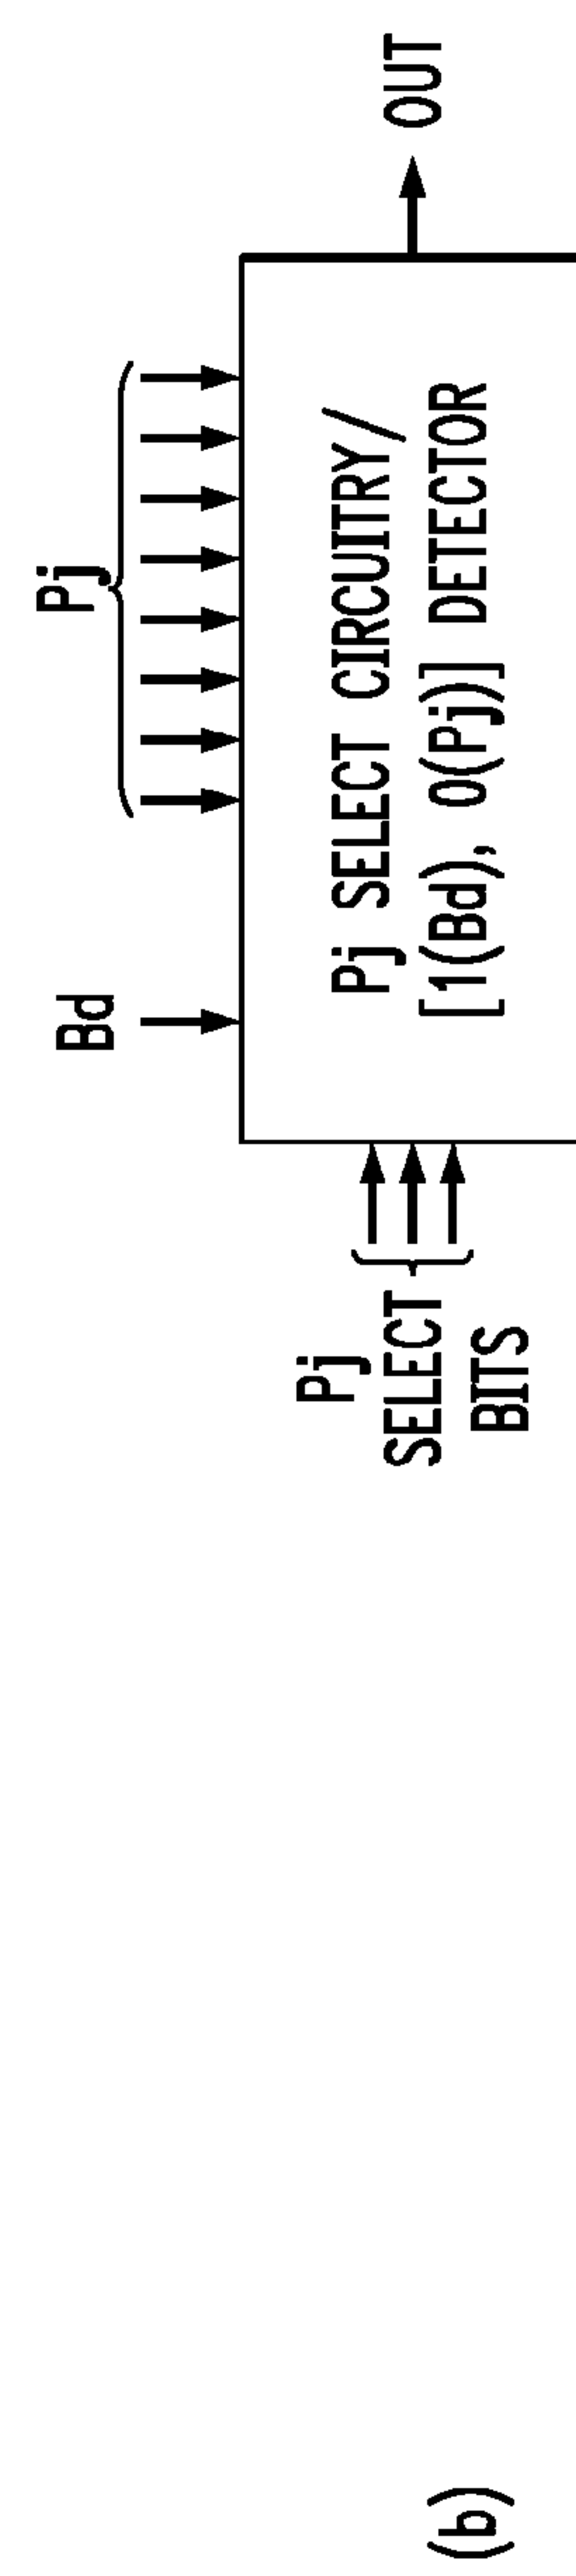 Bd
Pj
Pj
SELECT
BITS
Pj SELECT CIRCUITRY/
[1(Bd), 0(Pj)] DETECTOR
OUT
(b)